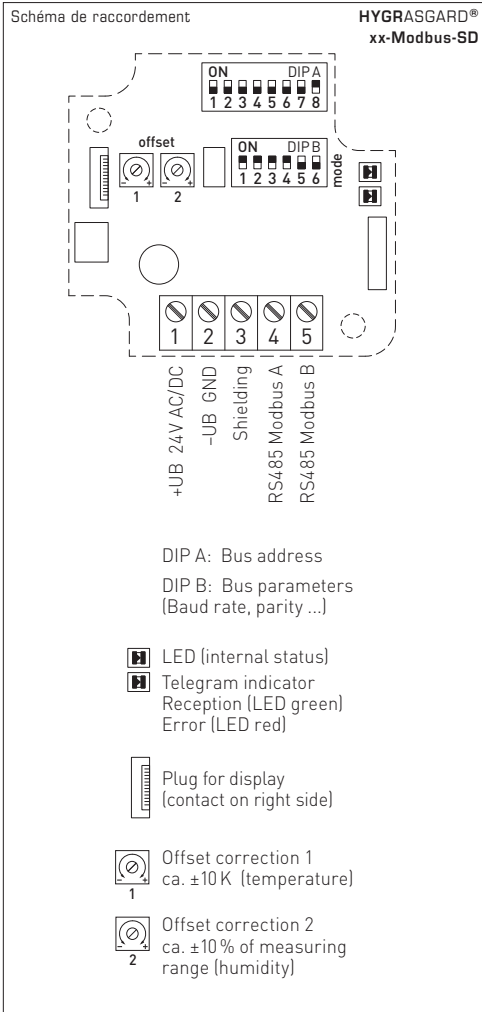 Schéma de raccordement
HYGRASGARD®
xx-Modbus-SD
ON DIP A
1 2 3 4 5 6 7 8
offset
1 2
ON DIP B
1 2 3 4 5 6
mode
1 2 3 4 5
+UB 24V AC/DC
–UB GND
Shielding
RS485 Modbus A
RS485 Modbus B
DIP A: Bus address
DIP B: Bus parameters
(Baud rate, parity ...)
LED (internal status)
Telegram indicator
Reception (LED green)
Error (LED red)
Plug for display
(contact on right side)
Offset correction 1
ca. ±10 K (temperature)
1
Offset correction 2
ca. ±10 % of measuring
range (humidity)
2